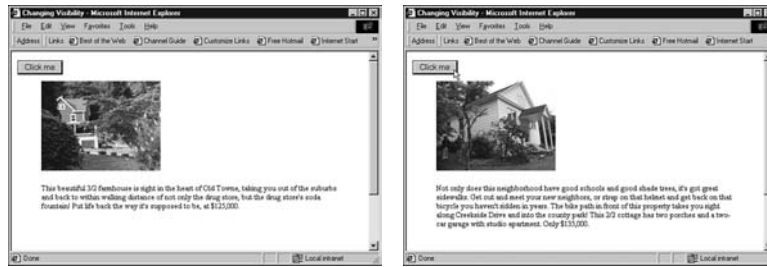 Changing Visibility - Microsoft Internet Explorer
File Edit View Favorites Tools Help
Address Links Best of the Web Channel Guide Customize Links Free Hotmail Internet Start
Click me
This beautiful 3/2 farmhouse is right in the heart of Old Towne, taking you out of the suburbs
and back to within walking distance of not only the drug store, but the drug store's soda
fountain! Put life back the way it's supposed to be, at $125,000.
Done
Local intranet
Changing Visibility - Microsoft Internet Explorer
File Edit View Favorites Tools Help
Address Links Best of the Web Channel Guide Customize Links Free Hotmail Internet Start
Click me
Not only does this neighborhood have good schools and good shade trees, it's got great
sidewalks. Get out and meet your new neighbors, or strap on that helmet and get back on that
bicycle you haven't ridden in years. The bike path in front of this property takes you right
along Creekside Drive and into the county park! This 2/2 cottage has two porches and a two-
car garage with studio apartment. Only $133,000.
Done
Local intranet